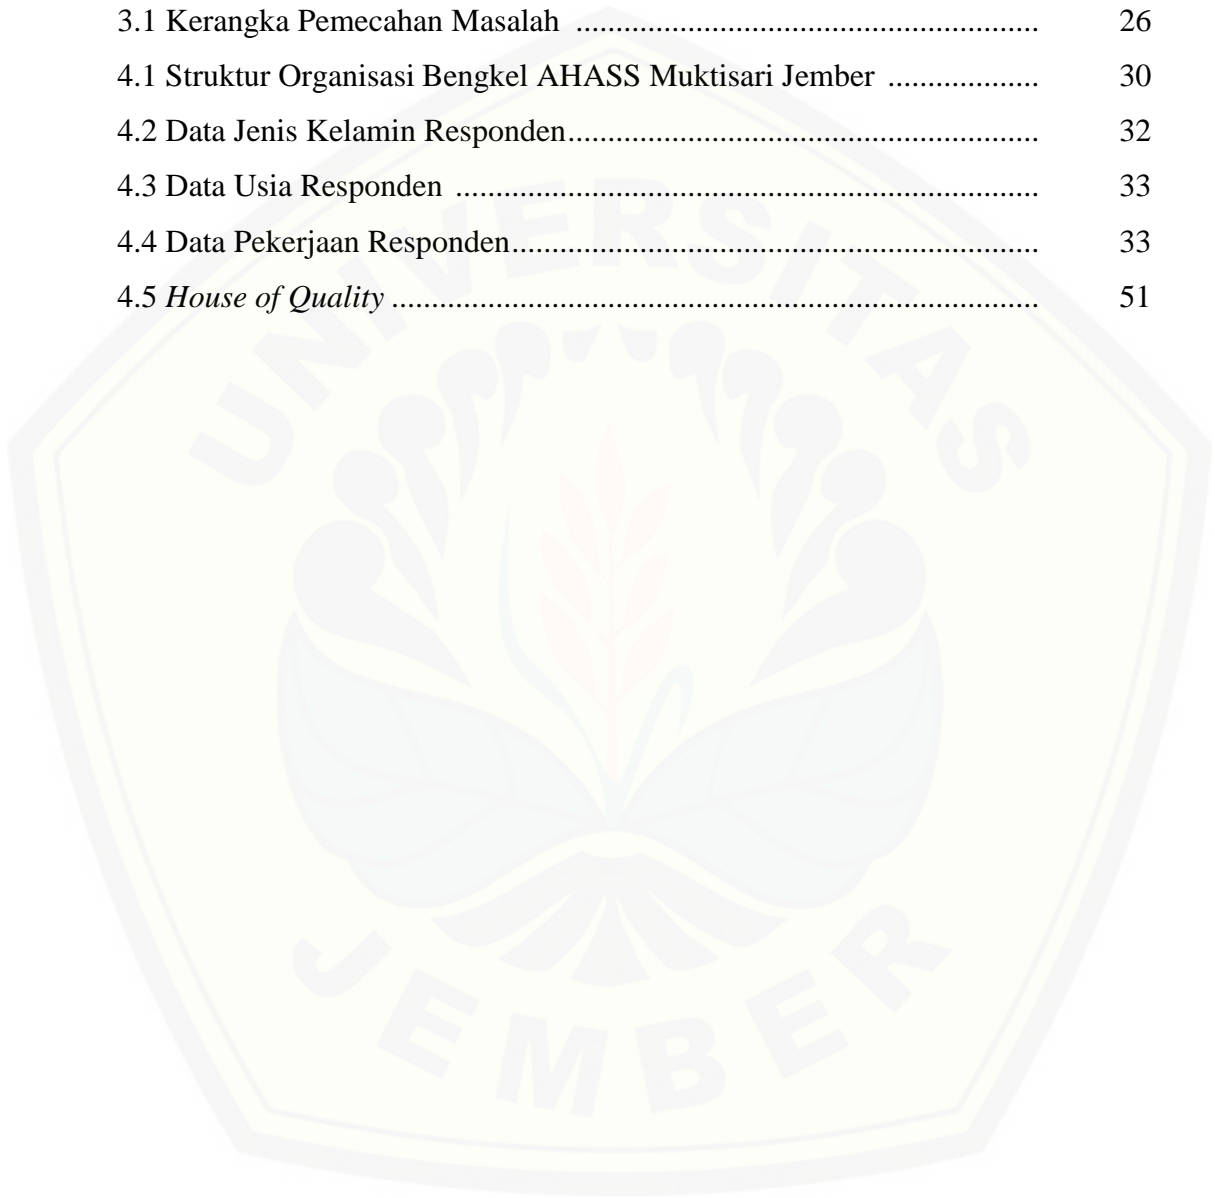 3.1 Kerangka Pemecahan Masalah ......................................................... 26
4.1 Struktur Organisasi Bengkel AHASS Muktisari Jember ................... 30
4.2 Data Jenis Kelamin Responden.......................................................... 32
4.3 Data Usia Responden ........................................................................ 33
4.4 Data Pekerjaan Responden................................................................. 33
4.5 House of Quality ................................................................................ 51
UNIVERSITAS
JEMBER